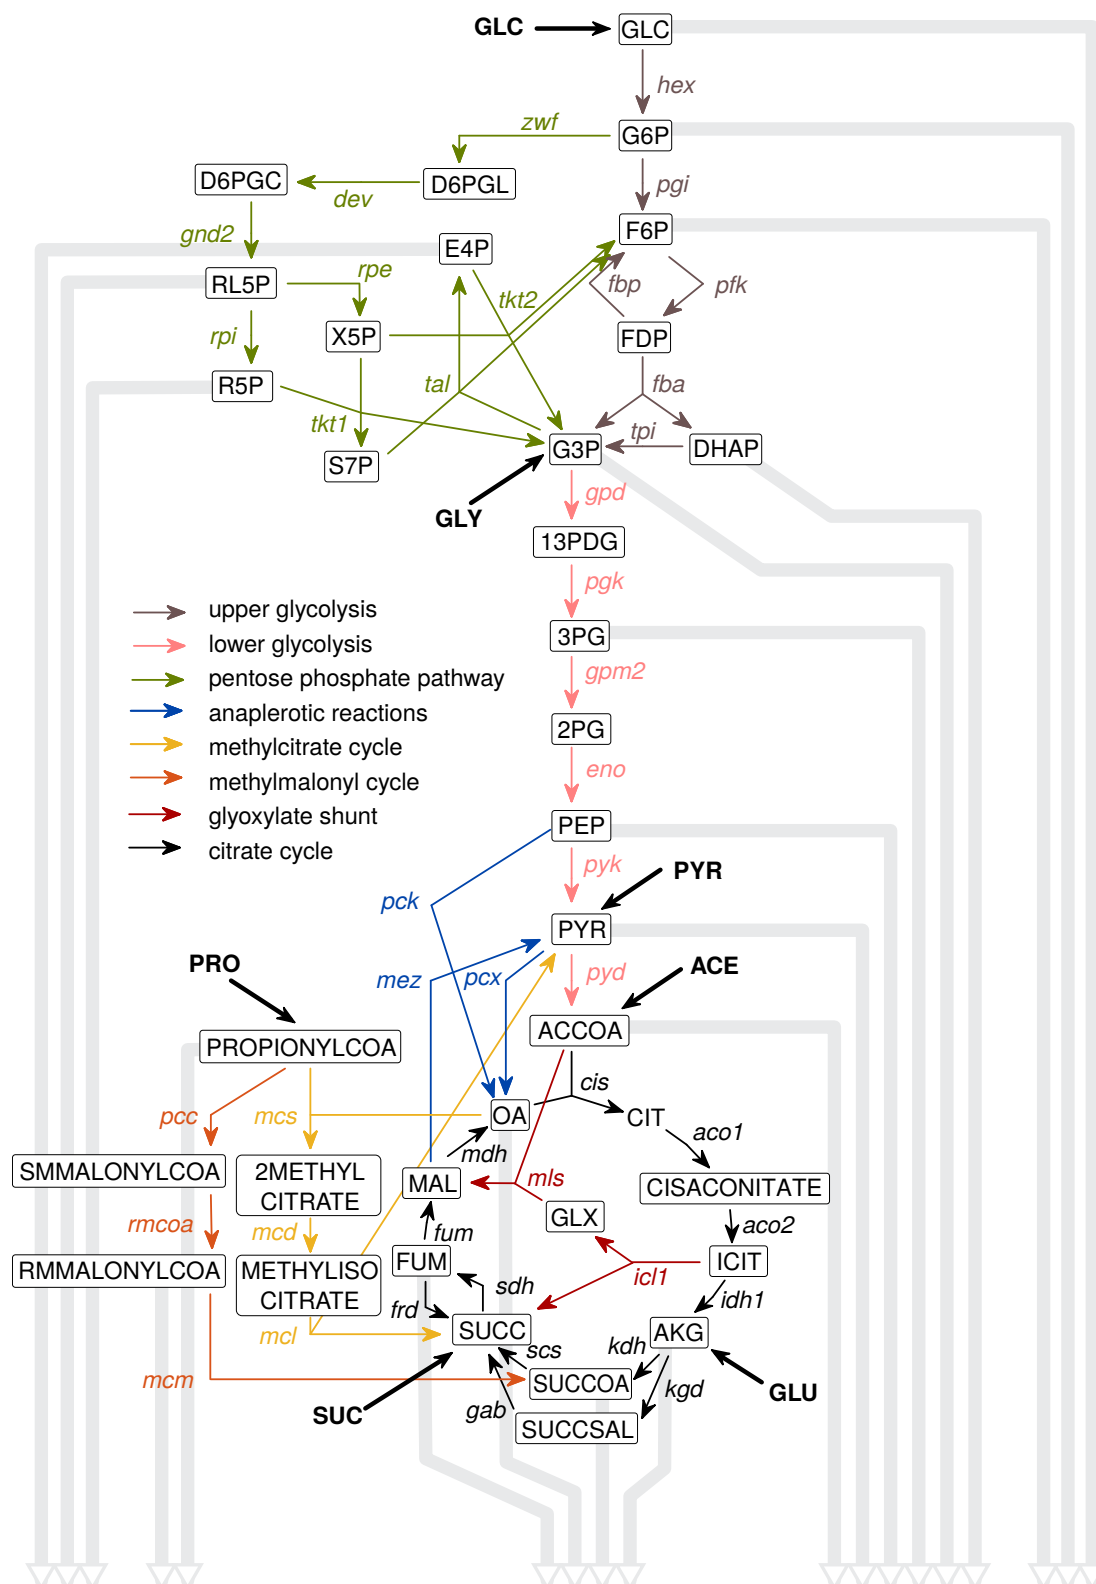 GLC
GLC
hex
zwf
G6P
D6PGC
D6PGL
dev
pgi
gnd2
E4P
F6P
RL5P
rpe
fbp
pfk
tkt2
rpi
X5P
FDP
R5P
tal
fba
tkt1
tpi
S7P
G3P
DHAP
GLY
gpd
13PDG
pgk
upper glycolysis
lower glycolysis
pentose phosphate pathway
anaplerotic reactions
methylcitrate cycle
methylmalonyl cycle
glyoxylate shunt
citrate cycle
3PG
gpm2
2PG
eno
PEP
pyk
PYR
pck
PYR
PRO
mez
pcx
pyd
ACE
PROPIONYLCOA
ACCOA
cis
pcc
mcs
OA
CIT
aco1
mdh
SMMALONYLCOA
2METHYL
CITRATE
MAL
mls
CISACONITATE
GLX
rmcoa
mcd
fum
aco2
RMMALONYLCOA
METHYLISO
CITRATE
FUM
ICIT
sdh
icl1
idh1
frd
mcl
SUCC
scs
kdh
AKG
mcm
SUCCOA
kgd
GLU
SUC
gab
SUCCSAL